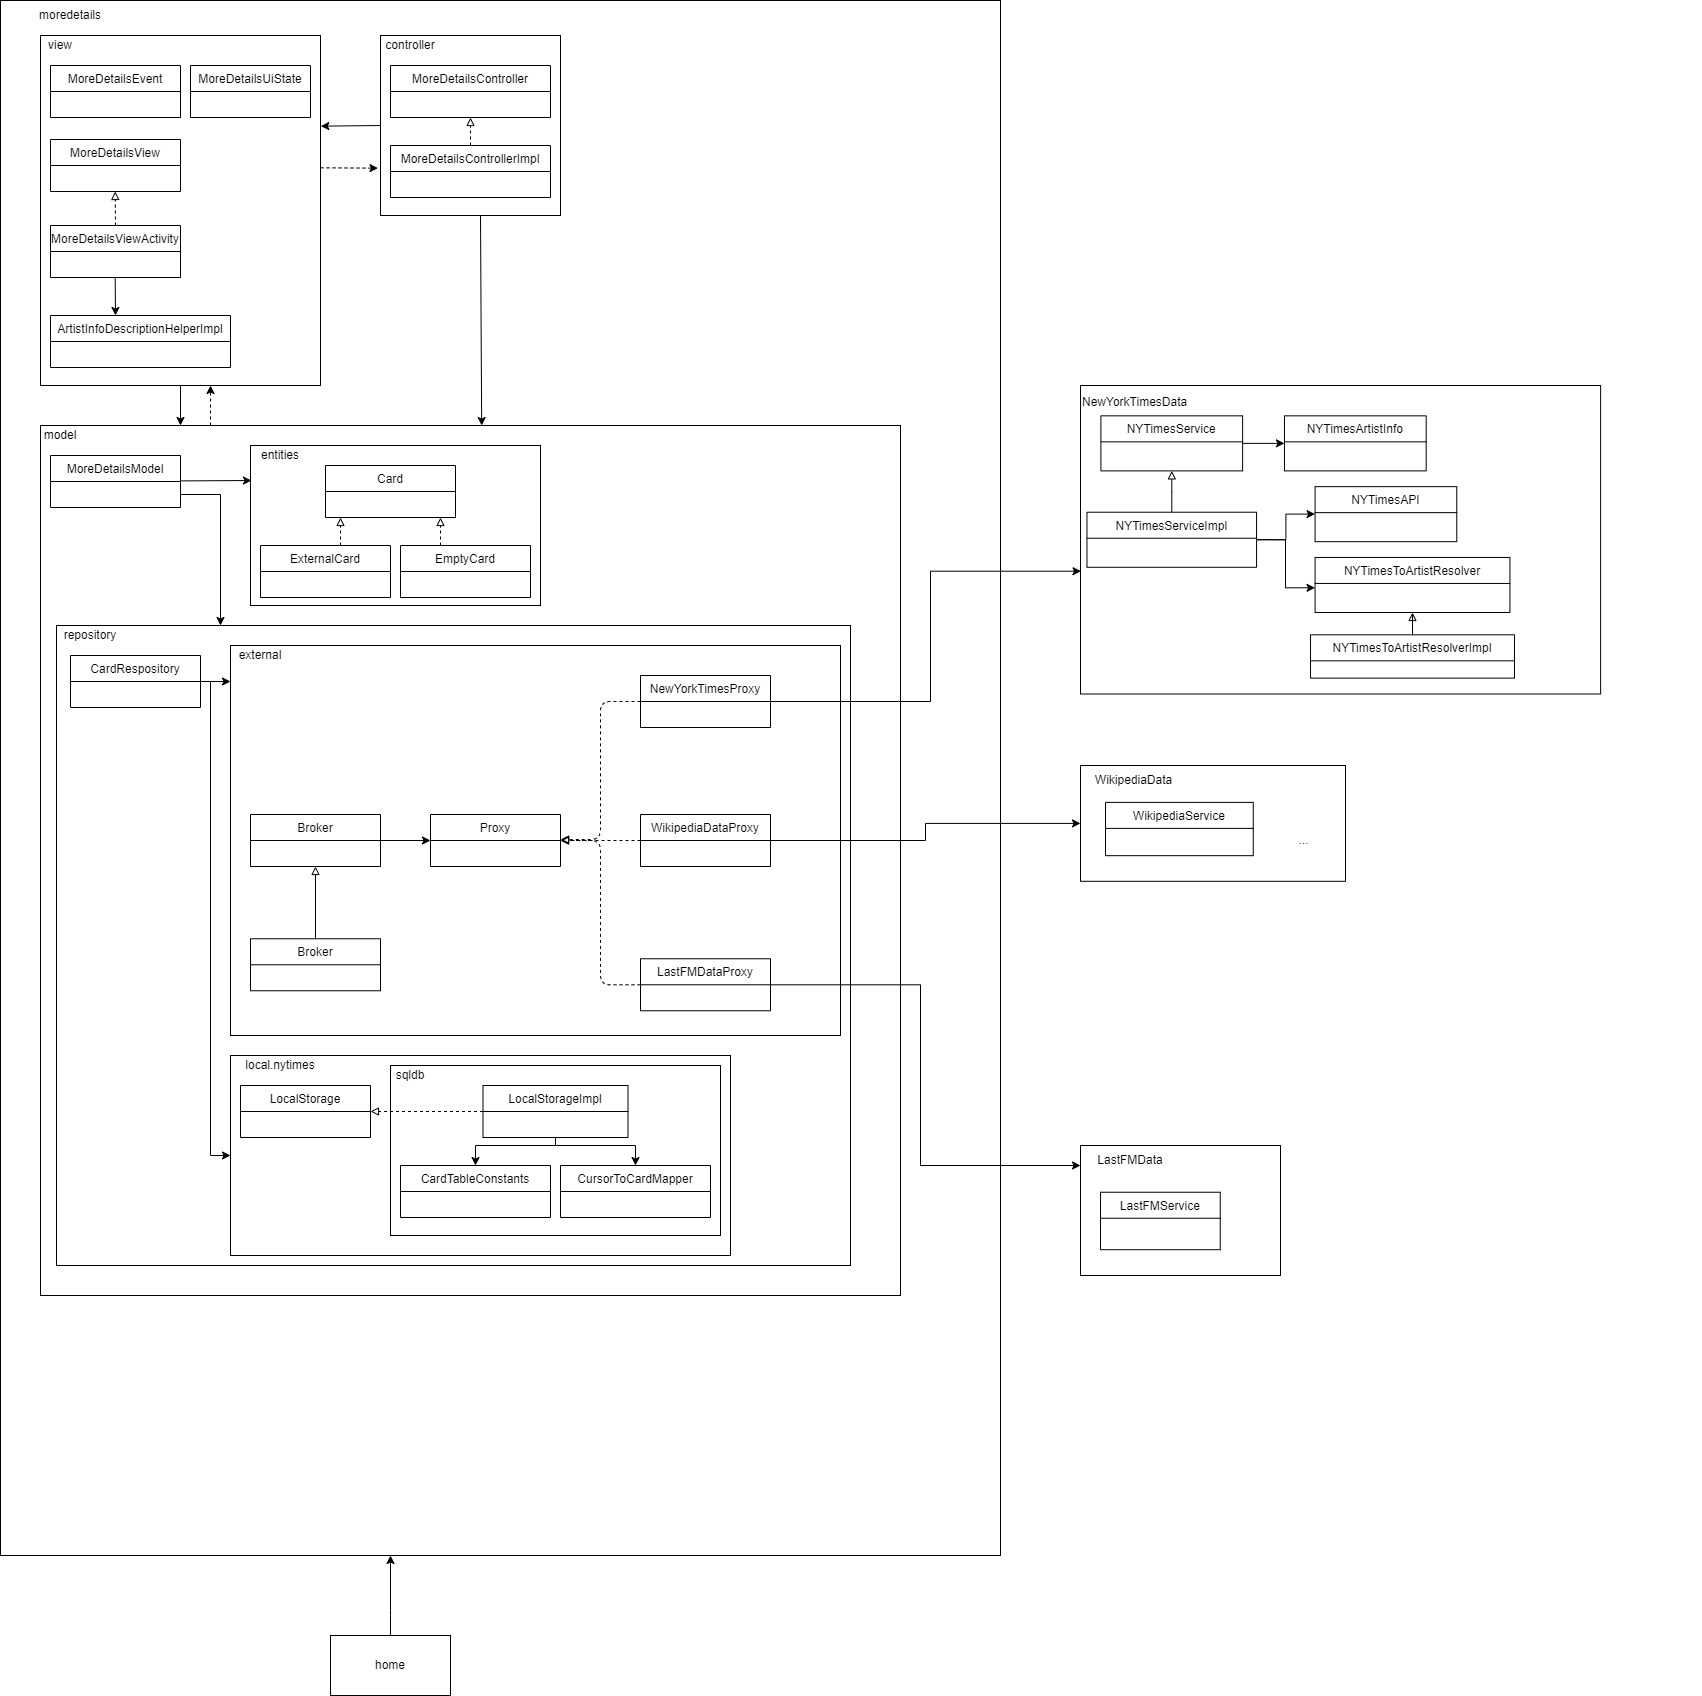 moredetails
view
controller
MoreDetailsEvent
MoreDetailsUiState
MoreDetailsController
MoreDetailsView
MoreDetailsControllerImpl
MoreDetailsViewActivity
ArtistInfoDescriptionHelperImpl
model
MoreDetailsModel
entities
Card
ExternalCard
EmptyCard
repository
CardRespository
external
NewYorkTimesProxy
Broker
Proxy
WikipediaDataProxy
Broker
LastFMDataProxy
local.nytimes
LocalStorage
sqldb
LocalStorageImpl
CardTableConstants
CursorToCardMapper
NewYorkTimesData
NYTimesService
NYTimesArtistInfo
NYTimesAPI
NYTimesServiceImpl
NYTimesToArtistResolver
NYTimesToArtistResolverImpl
WikipediaData
WikipediaService
...
LastFMData
LastFMService
home